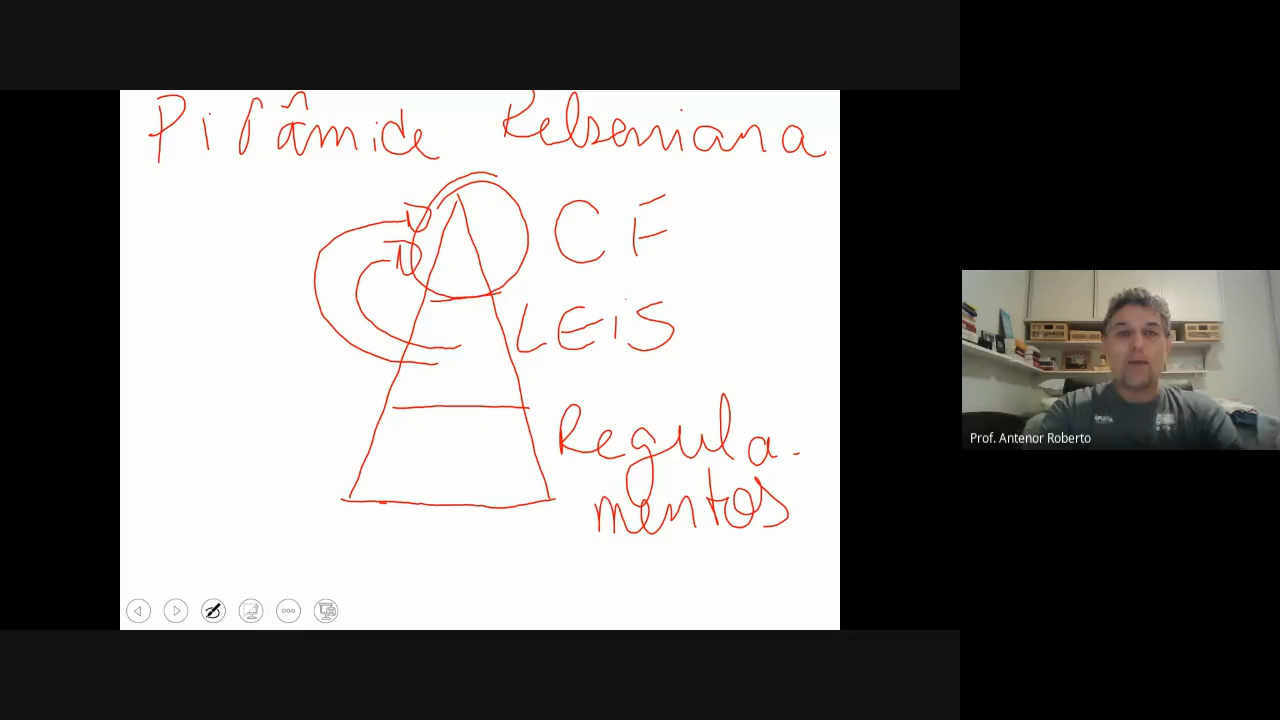 Pirâmide Kelseniana
CF
LEiS
Regula-
mentos
Prof. Antenor Roberto